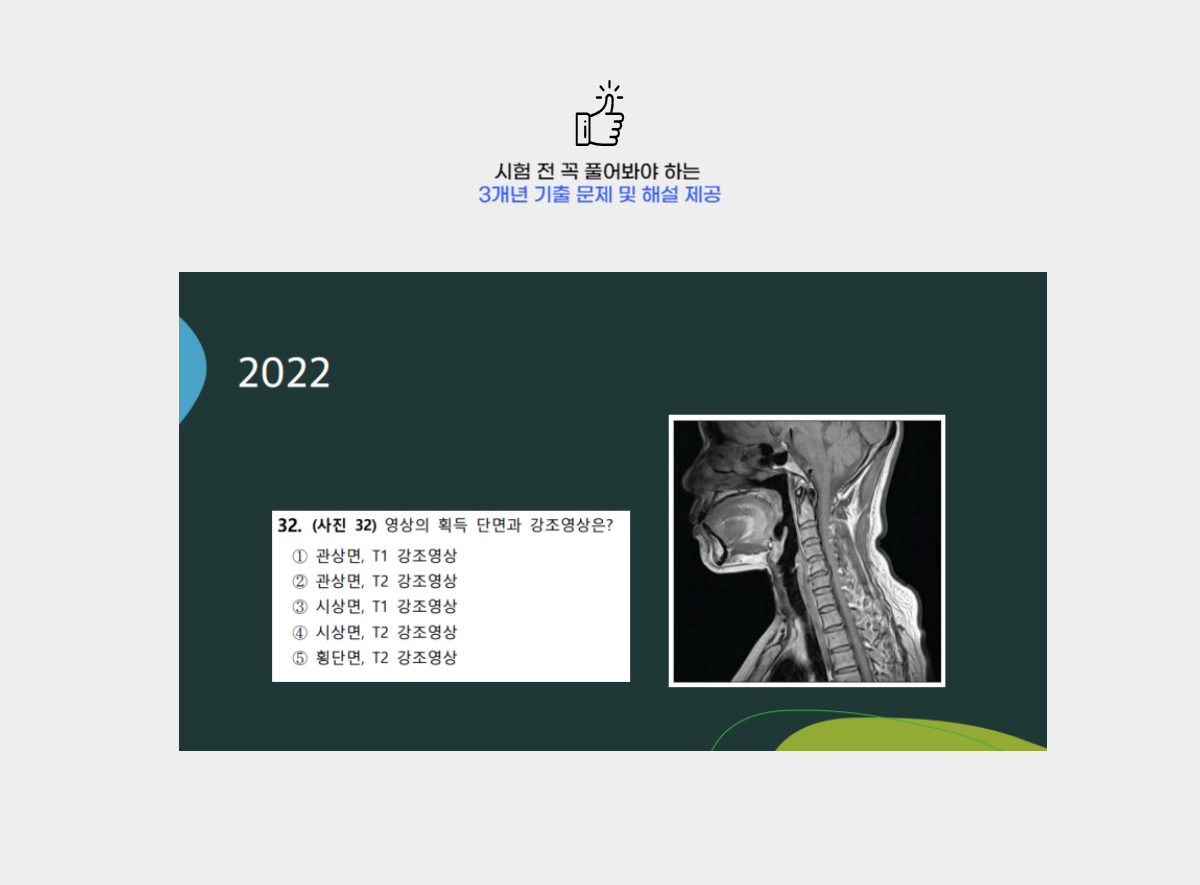 시험 전 꼭 풀어봐야 하는
3개년 기출 문제 및 해설 제공
2022
32. (사진 32) 영상의 획득 단면과 강조영상은?
① 관상면, T1 강조영상
② 관상면, T2 강조영상
③ 시상면, T1 강조영상
④ 시상면, T2 강조영상
⑤ 횡단면, T2 강조영상